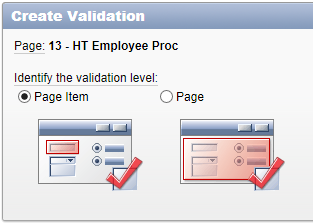 Create Validation
Page: 13 - HT Employee Proc
Identify the validation level:
Page Item Page